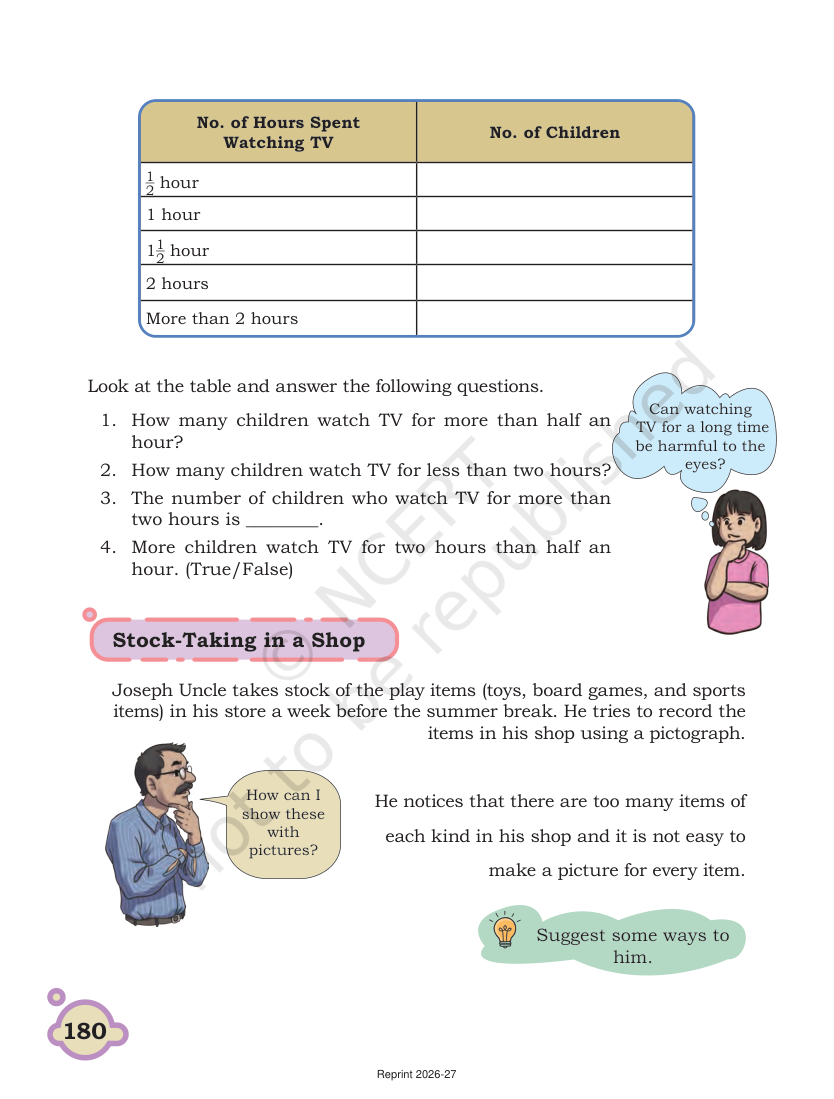 No. of Hours Spent
Watching TV
No. of Children
1/2 hour
1 hour
1 1/2 hour
2 hours
More than 2 hours
Look at the table and answer the following questions.
1. How many children watch TV for more than half an
hour?
2. How many children watch TV for less than two hours?
3. The number of children who watch TV for more than
two hours is ________.
4. More children watch TV for two hours than half an
hour. (True/False)
Can watching
TV for a long time
be harmful to the
eyes?
Stock-Taking in a Shop
Joseph Uncle takes stock of the play items (toys, board games, and sports
items) in his store a week before the summer break. He tries to record the
items in his shop using a pictograph.
How can I
show these
with
pictures?
He notices that there are too many items of
each kind in his shop and it is not easy to
make a picture for every item.
Suggest some ways to
him.
180
Reprint 2026-27
© NCERT
not to be republished